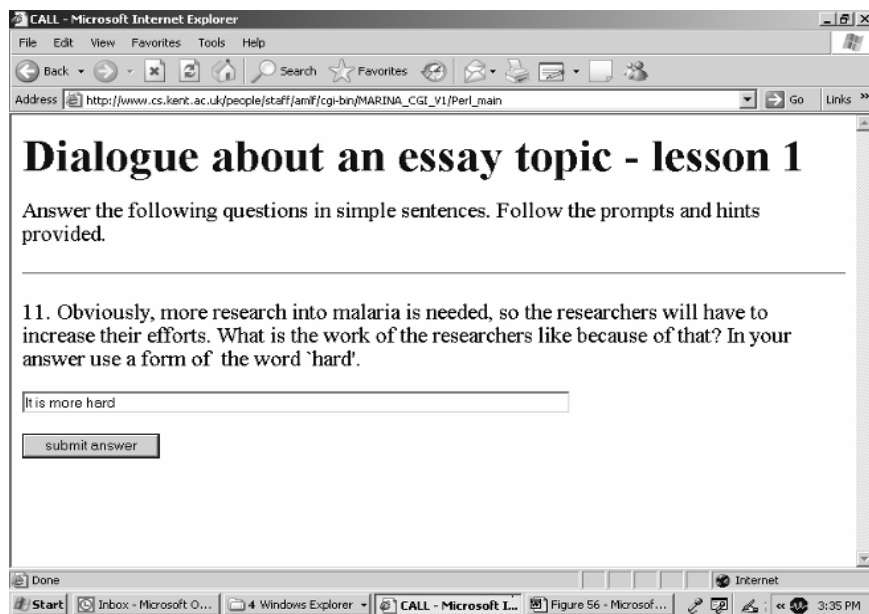 CALL - Microsoft Internet Explorer
File Edit View Favorites Tools Help
Back Search Favorites
Address http://www.cs.kent.ac.uk/people/staff/amlf/cgi-bin/MARINA_CGI_V1/Perl_main Go Links »
Dialogue about an essay topic - lesson 1
Answer the following questions in simple sentences. Follow the prompts and hints
provided.
11. Obviously, more research into malaria is needed, so the researchers will have to
increase their efforts. What is the work of the researchers like because of that? In your
answer use a form of the word `hard'.
It is more hard
submit answer
Done Internet
Start Inbox - Microsoft O... 4 Windows Explorer CALL - Microsoft I... Figure 56 - Microsof... « 3:35 PM